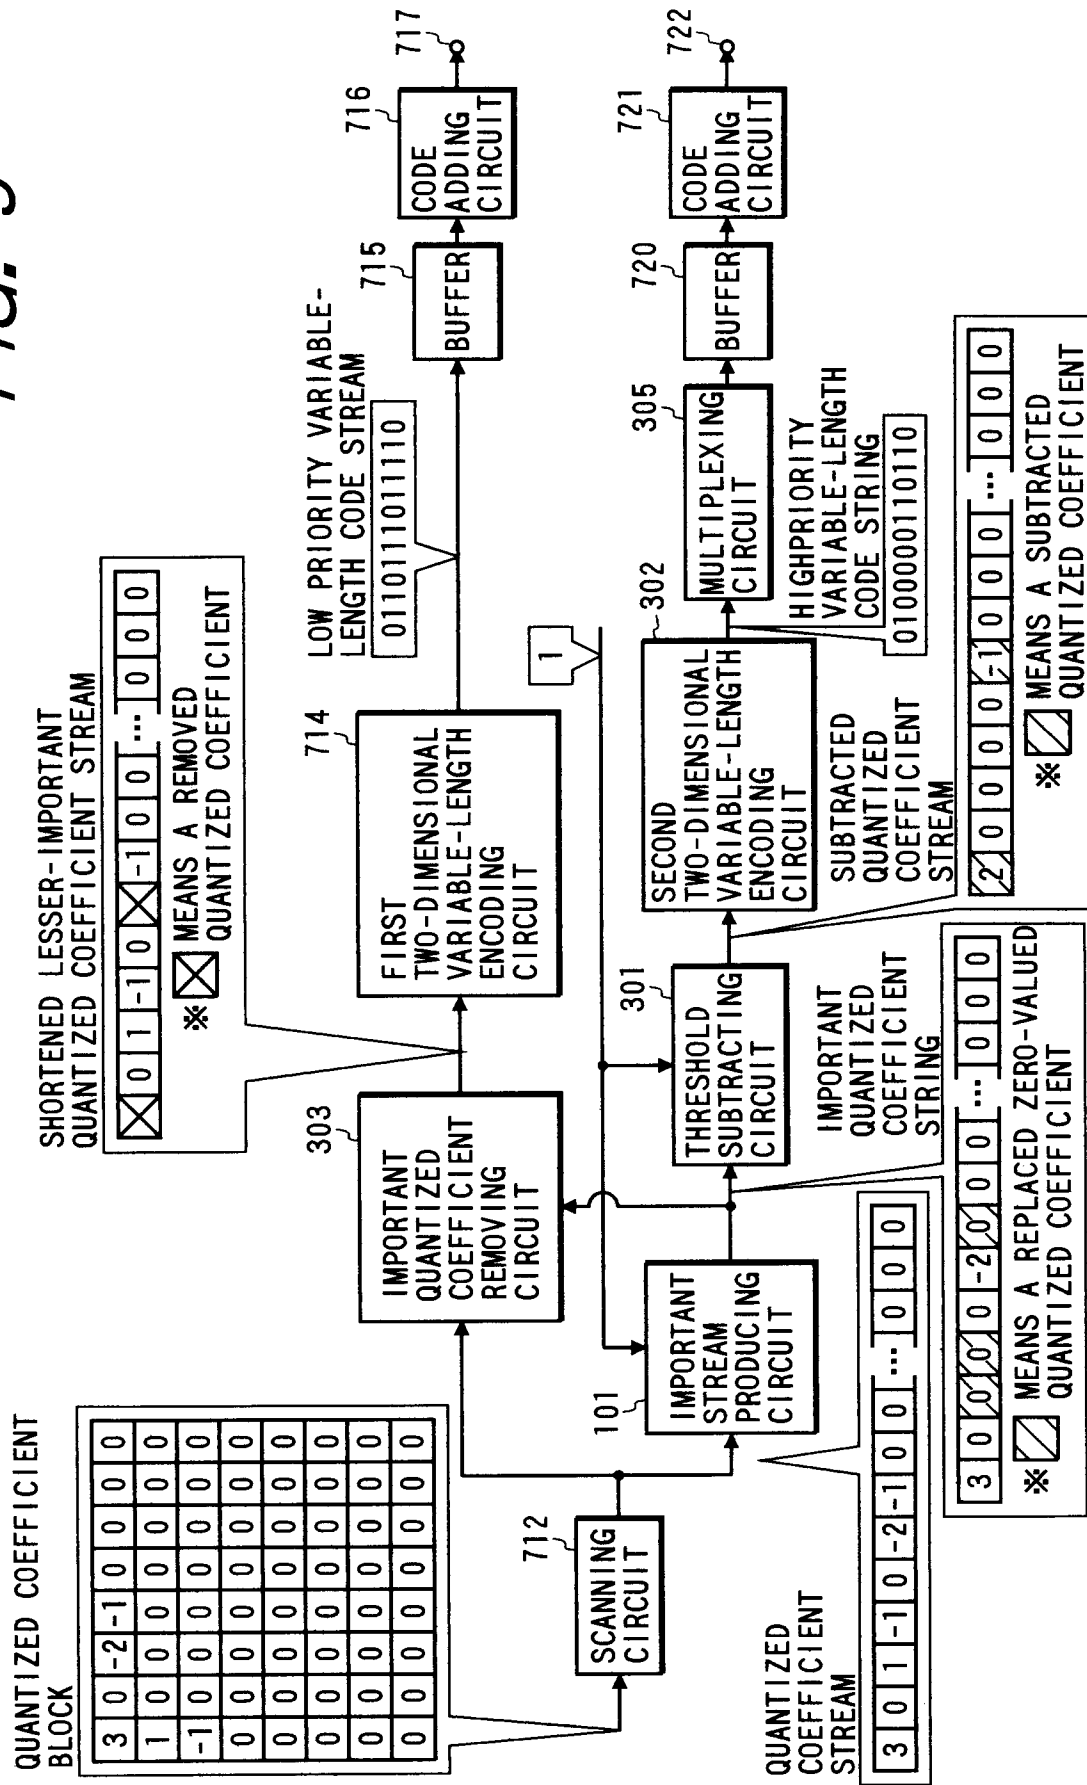 FIG.
QUANTIZED COEFFICIENT
BLOCK
3 0 -2 -1 0 0 0 0
1 0 0 0 0 0 0 0
-1 0 0 0 0 0 0 0
0 0 0 0 0 0 0 0
0 0 0 0 0 0 0 0
0 0 0 0 0 0 0 0
0 0 0 0 0 0 0 0
0 0 0 0 0 0 0 0
SHORTENED LESSER-IMPORTANT
QUANTIZED COEFFICIENT STREAM
0 1 -1 0 -1 0 0 ... 0 0 0
※ MEANS A REMOVED
QUANTIZED COEFFICIENT
LOW PRIORITY VARIABLE-
LENGTH CODE STREAM
0110111101110
303
IMPORTANT
QUANTIZED
COEFFICIENT
REMOVING
CIRCUIT
714
FIRST
TWO-DIMENSIONAL
VARIABLE-LENGTH
ENCODING
CIRCUIT
715
BUFFER
716
CODE
ADDING
CIRCUIT
717
1
712
SCANNING
CIRCUIT
101
IMPORTANT
STREAM
PRODUCING
CIRCUIT
301
THRESHOLD
SUBTRACTING
CIRCUIT
302
SECOND
TWO-DIMENSIONAL
VARIABLE-LENGTH
ENCODING
CIRCUIT
305
MULTIPLEXING
CIRCUIT
720
BUFFER
721
CODE
ADDING
CIRCUIT
722
HIGHPRIORITY
VARIABLE-LENGTH
CODE STRING
0100000110110
QUANTIZED
COEFFICIENT
STREAM
3 0 1 -1 0 -2 -1 0 0 ... 0 0 0
IMPORTANT
QUANTIZED
COEFFICIENT
STRING
3 0 0 0 0 -2 0 0 0 ... 0 0 0
※ MEANS A REPLACED ZERO-VALUED
QUANTIZED COEFFICIENT
SUBTRACTED
QUANTIZED
COEFFICIENT
STREAM
2 0 0 0 0 -1 0 0 0 ... 0 0 0
※ MEANS A SUBTRACTED
QUANTIZED COEFFICIENT